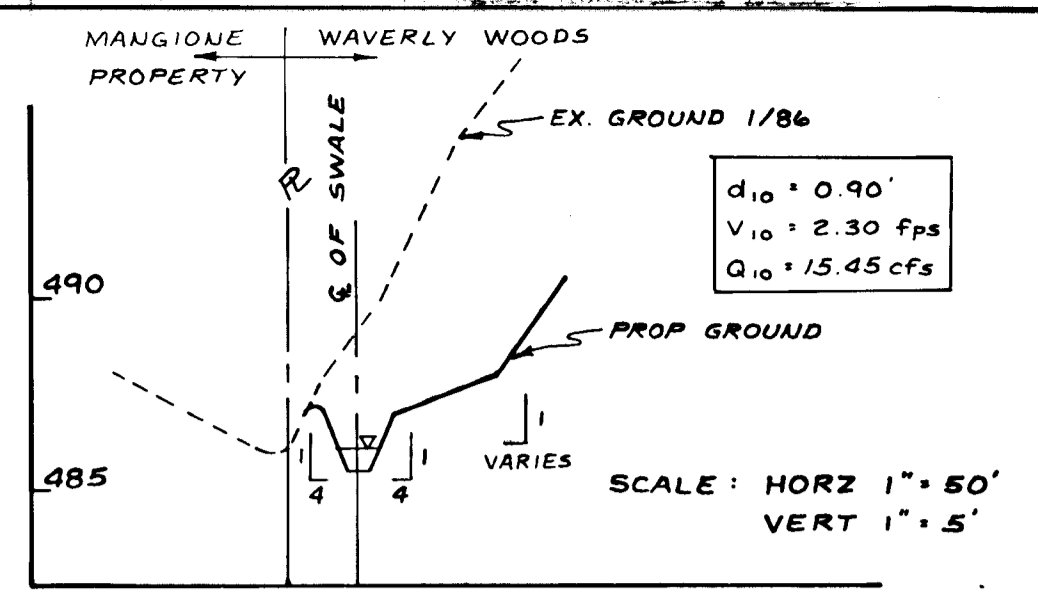 MANGIONE PROPERTY
WAVERLY WOODS
PL
CL OF SWALE
EX. GROUND 1/86
d10 = 0.90'
V10 = 2.30 fps
Q10 = 15.45 cfs
490
PROP GROUND
1
4
1
4
1
VARIES
485
SCALE: HORZ 1" = 50'
VERT 1" = 5'